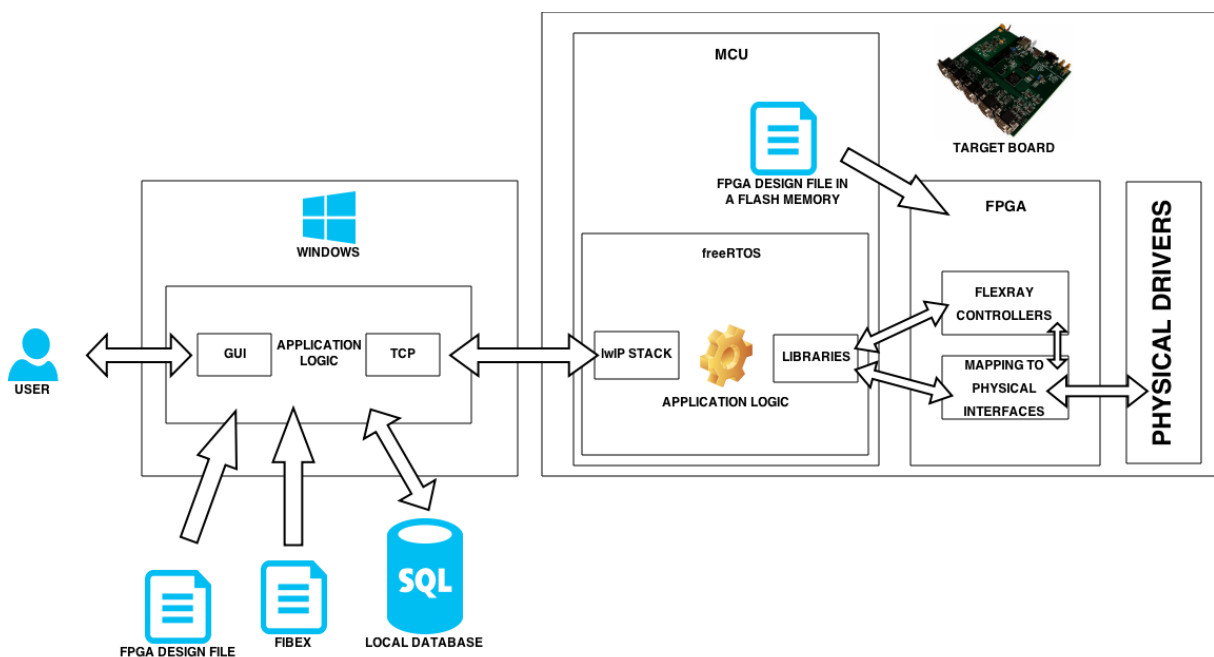 MCU
TARGET BOARD
FPGA DESIGN FILE IN
A FLASH MEMORY
FPGA
WINDOWS
freeRTOS
FLEXRAY
CONTROLLERS
GUI
APPLICATION
LOGIC
TCP
lwIP STACK
LIBRARIES
APPLICATION LOGIC
MAPPING TO
PHYSICAL
INTERFACES
PHYSICAL DRIVERS
USER
SQL
FPGA DESIGN FILE
FIBEX
LOCAL DATABASE